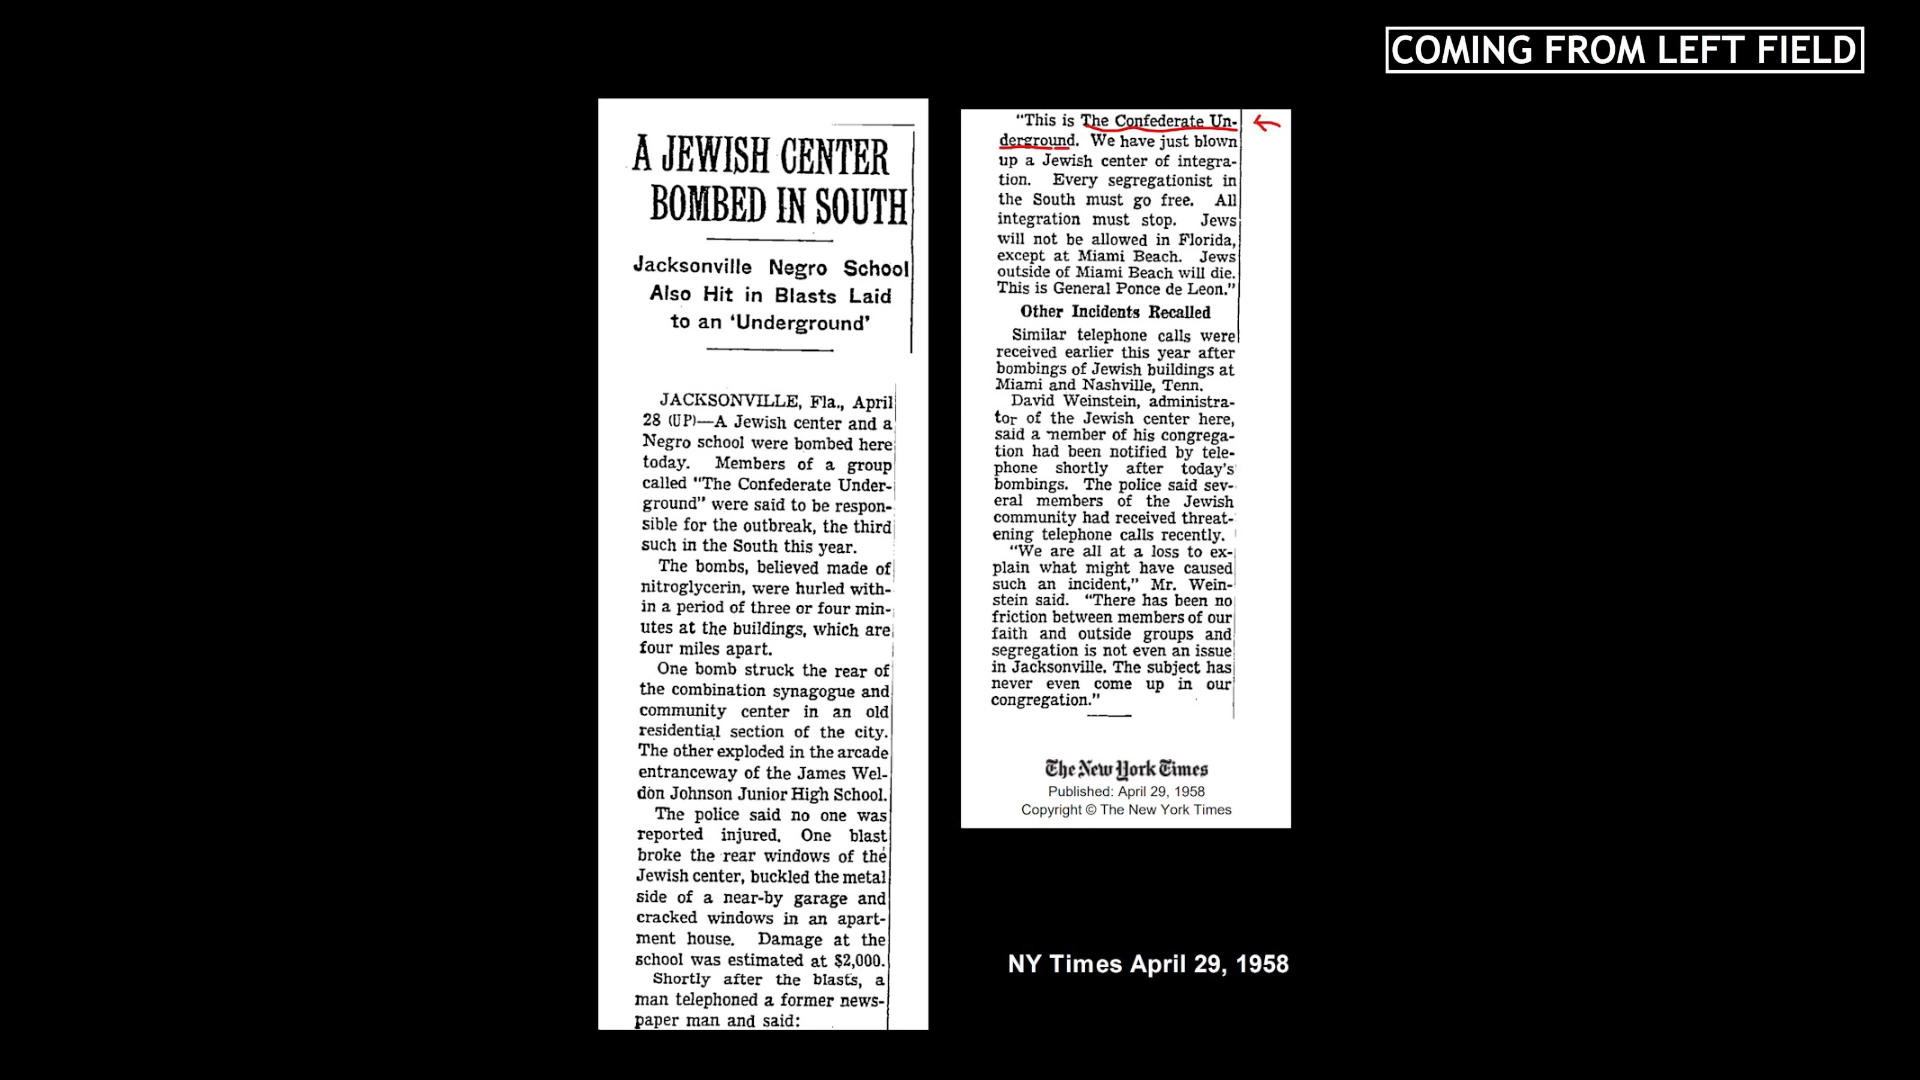 COMING FROM LEFT FIELD
A JEWISH CENTER
BOMBED IN SOUTH
Jacksonville Negro School
Also Hit in Blasts Laid
to an 'Underground'
JACKSONVILLE, Fla., April
28 (UP)—A Jewish center and a
Negro school were bombed here
today. Members of a group
called "The Confederate Under-
ground" were said to be respon-
sible for the outbreak, the third
such in the South this year.
The bombs, believed made of
nitroglycerin, were hurled with-
in a period of three or four min-
utes at the buildings, which are
four miles apart.
One bomb struck the rear of
the combination synagogue and
community center in an old
residential section of the city.
The other exploded in the arcade
entranceway of the James Wel-
don Johnson Junior High School.
The police said no one was
reported injured. One blast
broke the rear windows of the
Jewish center, buckled the metal
side of a near-by garage and
cracked windows in an apart-
ment house. Damage at the
school was estimated at $2,000.
Shortly after the blasts, a
man telephoned a former news-
paper man and said:
"This is The Confederate Un-
derground. We have just blown
up a Jewish center of integra-
tion. Every segregationist in
the South must go free. All
integration must stop. Jews
will not be allowed in Florida,
except at Miami Beach. Jews
outside of Miami Beach will die.
This is General Ponce de Leon."
Other Incidents Recalled
Similar telephone calls were
received earlier this year after
bombings of Jewish buildings at
Miami and Nashville, Tenn.
David Weinstein, administra-
tor of the Jewish center here,
said a member of his congrega-
tion had been notified by tele-
phone shortly after today's
bombings. The police said sev-
eral members of the Jewish
community had received threat-
ening telephone calls recently.
"We are all at a loss to ex-
plain what might have caused
such an incident," Mr. Wein-
stein said. "There has been no
friction between members of our
faith and outside groups and
segregation is not even an issue
in Jacksonville. The subject has
never even come up in our
congregation."
The New York Times
Published: April 29, 1958
Copyright © The New York Times
NY Times April 29, 1958